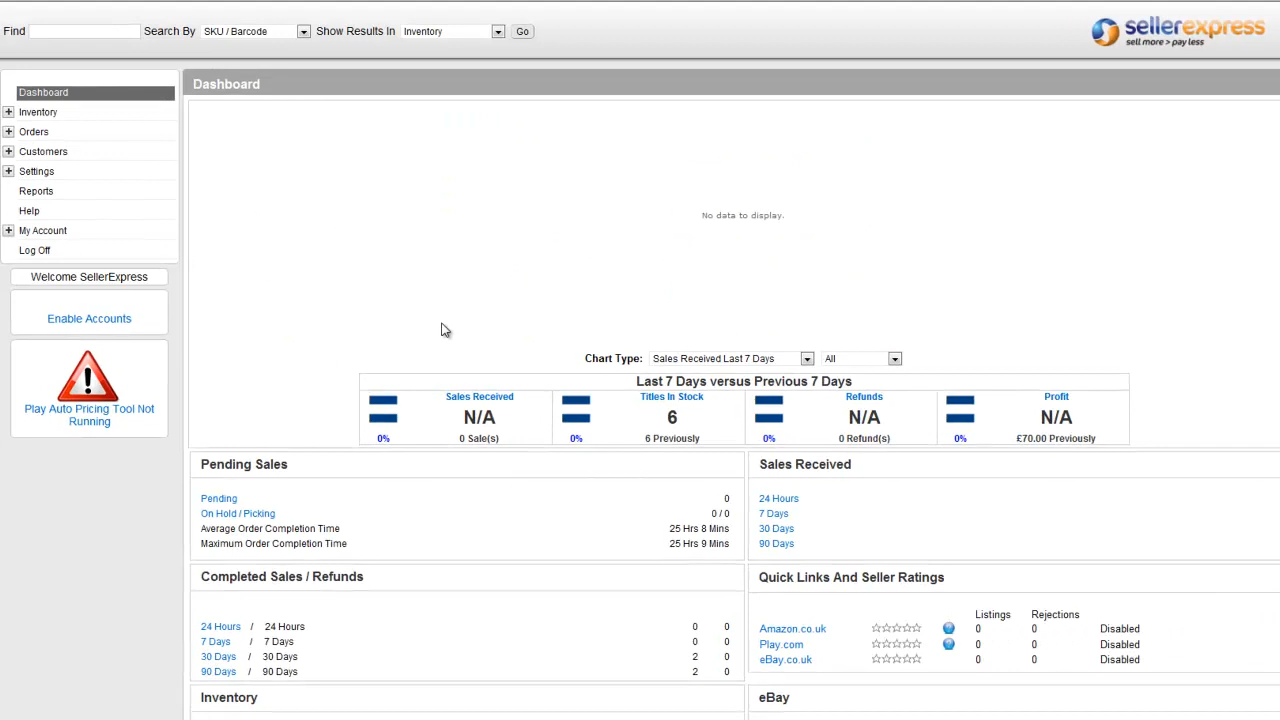 Find Search By SKU / Barcode Show Results In Inventory Go
sellerexpress
sell more > pay less
Dashboard
Inventory
Orders
Customers
Settings
Reports
Help
My Account
Log Off
Welcome SellerExpress
Enable Accounts
Play Auto Pricing Tool Not
Running
Dashboard
No data to display.
Chart Type: Sales Received Last 7 Days All
Last 7 Days versus Previous 7 Days
Sales Received Titles In Stock Refunds Profit
N/A 6 N/A N/A
0% 0 Sale(s) 0% 6 Previously 0% 0 Refund(s) 0% £70.00 Previously
Pending Sales
Pending 0
On Hold / Picking 0 / 0
Average Order Completion Time 25 Hrs 8 Mins
Maximum Order Completion Time 25 Hrs 9 Mins
Sales Received
24 Hours
7 Days
30 Days
90 Days
Completed Sales / Refunds
24 Hours / 24 Hours 0 0
7 Days / 7 Days 0 0
30 Days / 30 Days 2 0
90 Days / 90 Days 2 0
Quick Links And Seller Ratings
Listings Rejections
Amazon.co.uk 0 0 Disabled
Play.com 0 0 Disabled
eBay.co.uk 0 0 Disabled
Inventory
eBay